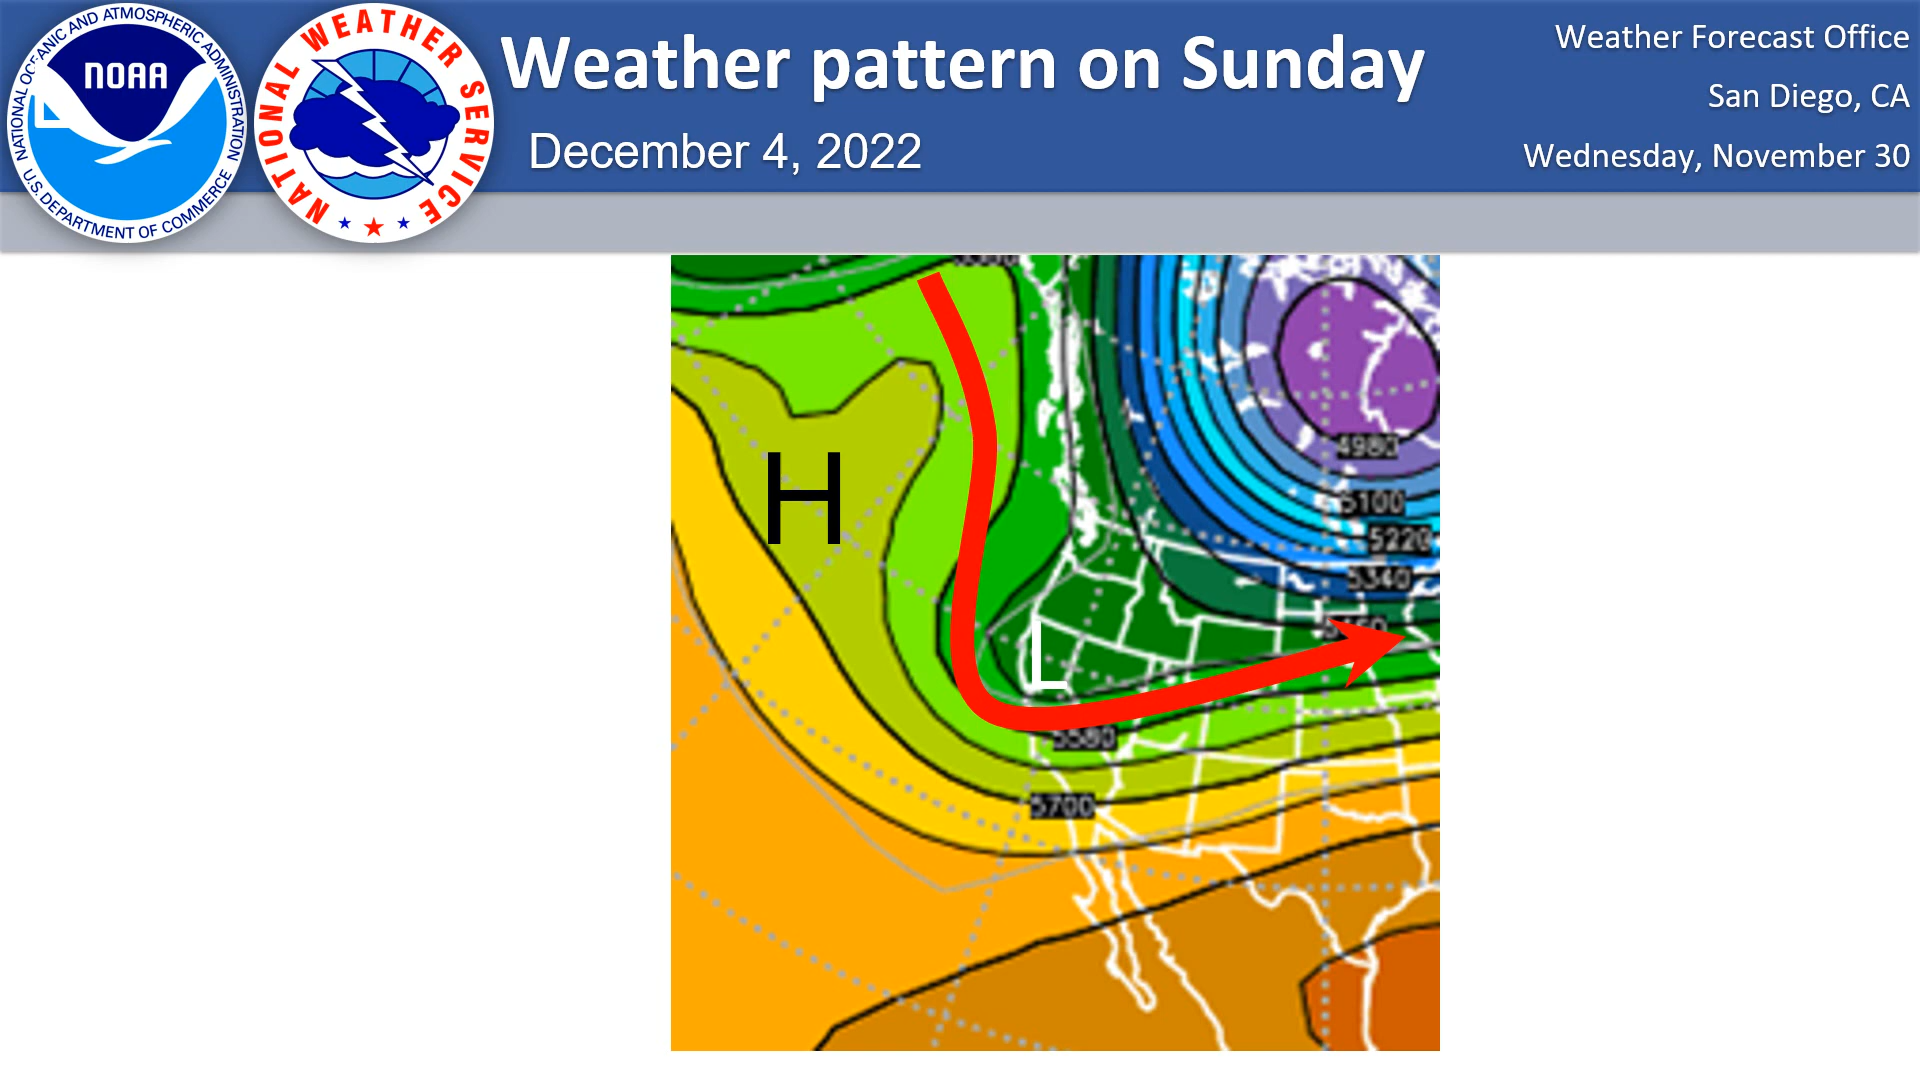 NATIONAL OCEANIC AND ATMOSPHERIC ADMINISTRATION
NOAA
U.S. DEPARTMENT OF COMMERCE
NATIONAL WEATHER SERVICE
Weather pattern on Sunday
December 4, 2022
Weather Forecast Office
San Diego, CA
Wednesday, November 30
H
L
4980
5100
5220
5340
5580
5700